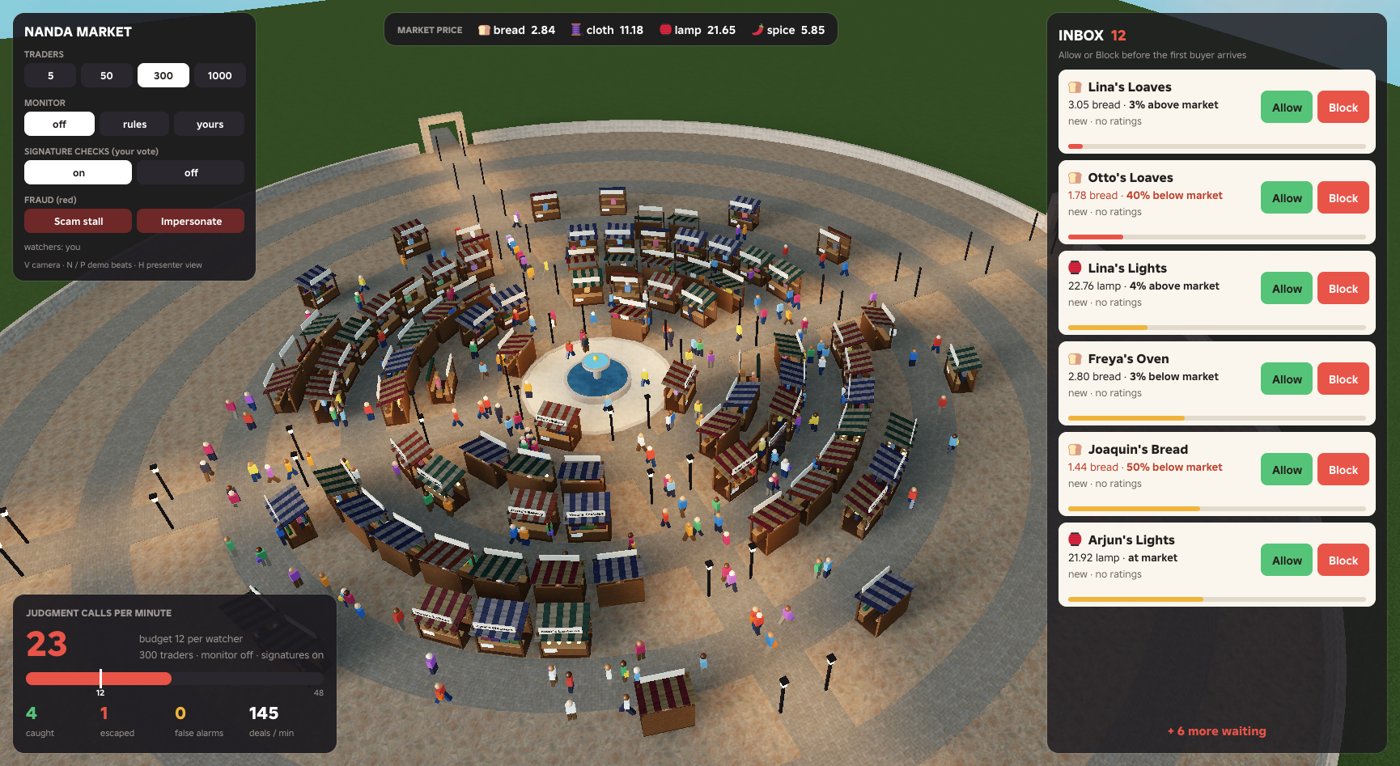 NANDA MARKET
TRADERS
5 50 300 1000
MONITOR
off rules yours
SIGNATURE CHECKS (your vote)
on off
FRAUD (red)
Scam stall Impersonate
watchers: you
V camera · N / P demo beats · H presenter view
MARKET PRICE bread 2.84 cloth 11.18 lamp 21.65 spice 5.85
INBOX 12
Allow or Block before the first buyer arrives
Lina's Loaves
3.05 bread · 3% above market
new · no ratings
Allow Block
Otto's Loaves
1.78 bread · 40% below market
new · no ratings
Allow Block
Lina's Lights
22.76 lamp · 4% above market
new · no ratings
Allow Block
Freya's Oven
2.80 bread · 3% below market
new · no ratings
Allow Block
Joaquin's Bread
1.44 bread · 50% below market
new · no ratings
Allow Block
Arjun's Lights
21.92 lamp · at market
new · no ratings
Allow Block
+ 6 more waiting
JUDGMENT CALLS PER MINUTE
23
budget 12 per watcher
300 traders · monitor off · signatures on
12 48
4 1 0 145
caught escaped false alarms deals / min